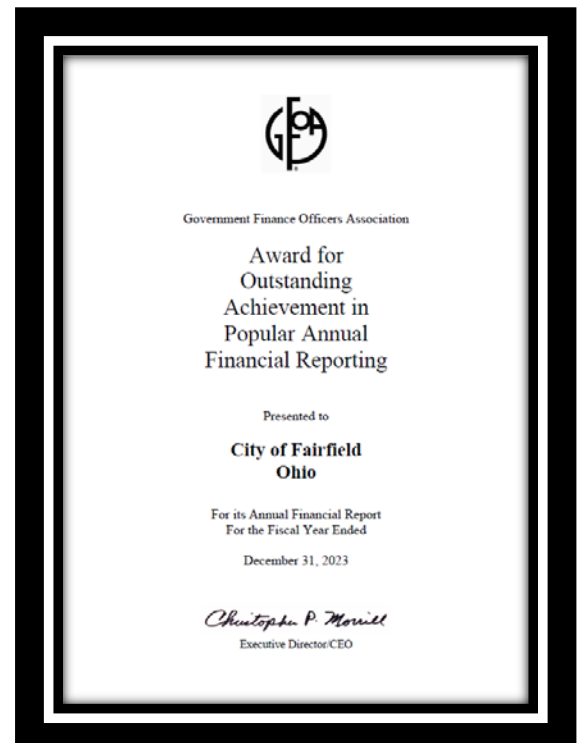 GFOA
Government Finance Officers Association
Award for
Outstanding
Achievement in
Popular Annual
Financial Reporting
Presented to
City of Fairfield
Ohio
For its Annual Financial Report
For the Fiscal Year Ended
December 31, 2023
Christopher P. Morrill
Executive Director/CEO